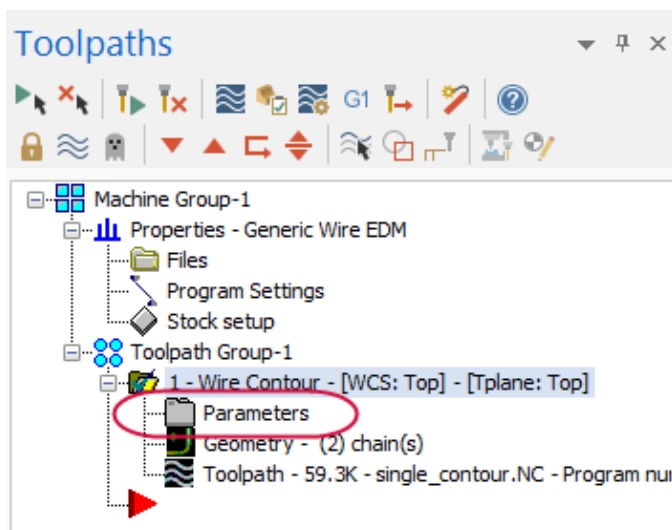 Toolpaths
G1
Machine Group-1
Properties - Generic Wire EDM
Files
Program Settings
Stock setup
Toolpath Group-1
1 - Wire Contour - [WCS: Top] - [Tplane: Top]
Parameters
Geometry - (2) chain(s)
Toolpath - 59.3K - single_contour.NC - Program nu